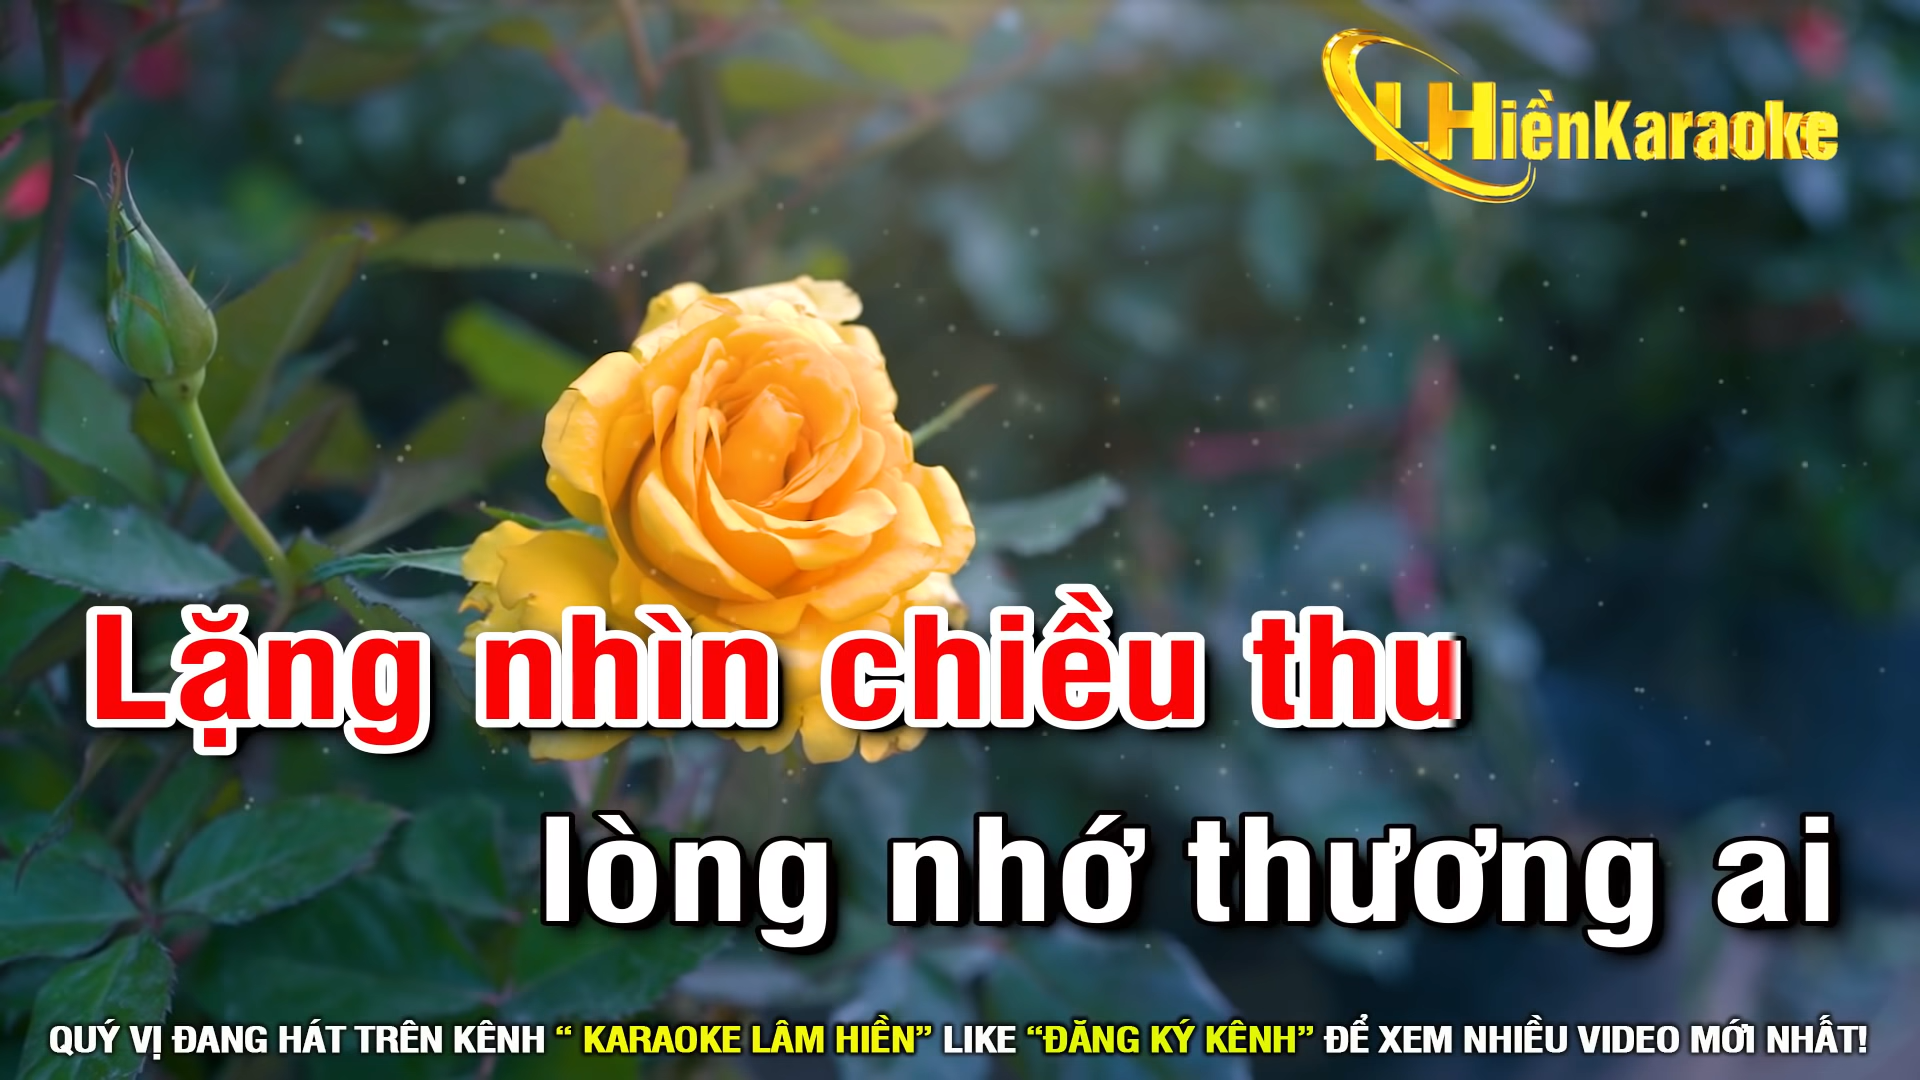 LHiềnKaraoke
Lặng nhìn chiều thu
lòng nhớ thương ai
QUÝ VỊ ĐANG HÁT TRÊN KÊNH “ KARAOKE LÂM HIỀN” LIKE “ĐĂNG KÝ KÊNH” ĐỂ XEM NHIỀU VIDEO MỚI NHẤT!